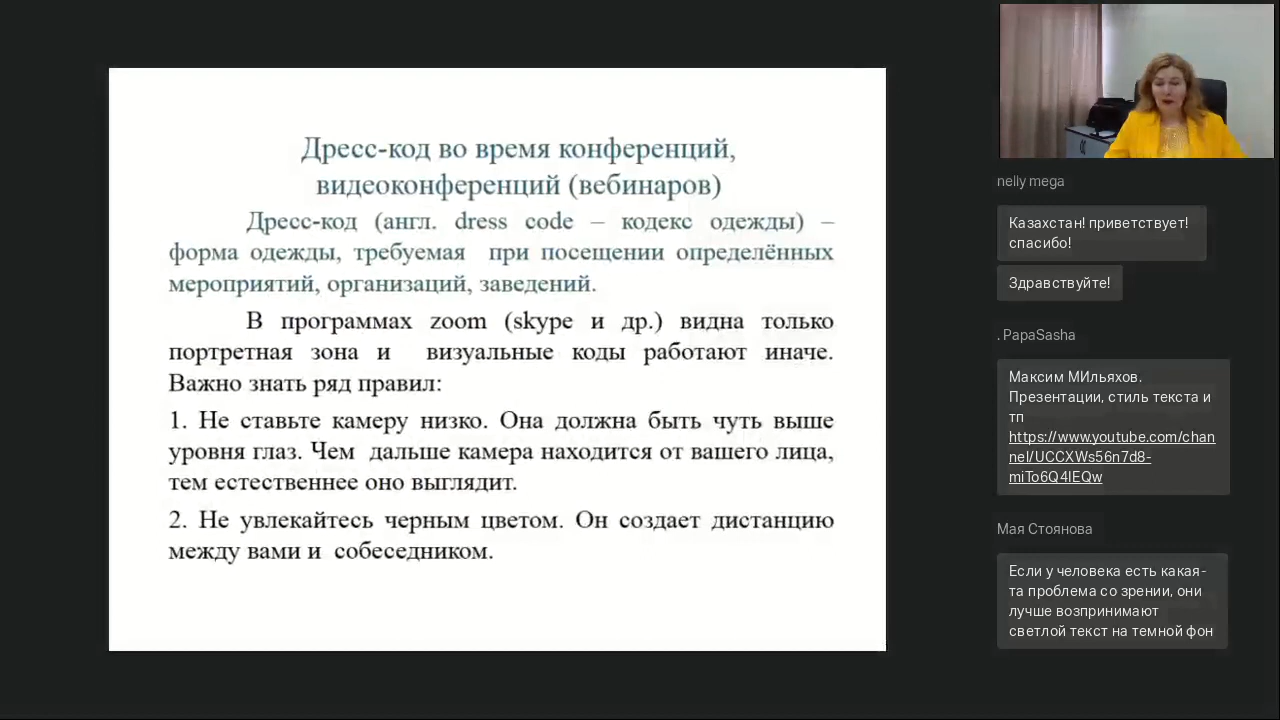 Дресс-код во время конференций,
видеоконференций (вебинаров)
Дресс-код (англ. dress code – кодекс одежды) –
форма одежды, требуемая при посещении определённых
мероприятий, организаций, заведений.
В программах zoom (skype и др.) видна только
портретная зона и визуальные коды работают иначе.
Важно знать ряд правил:
1. Не ставьте камеру низко. Она должна быть чуть выше
уровня глаз. Чем дальше камера находится от вашего лица,
тем естественнее оно выглядит.
2. Не увлекайтесь черным цветом. Он создает дистанцию
между вами и собеседником.
nelly mega
Казахстан! приветствует!
спасибо!
Здравствуйте!
. PapaSasha
Максим МИльяхов.
Презентации, стиль текста и
тп
https://www.youtube.com/chan
nel/UCCXWs56n7d8-
miTo6Q4lEQw
Мая Стоянова
Если у человека есть какая-
та проблема со зрении, они
лучше возпринимают
светлой текст на темной фон